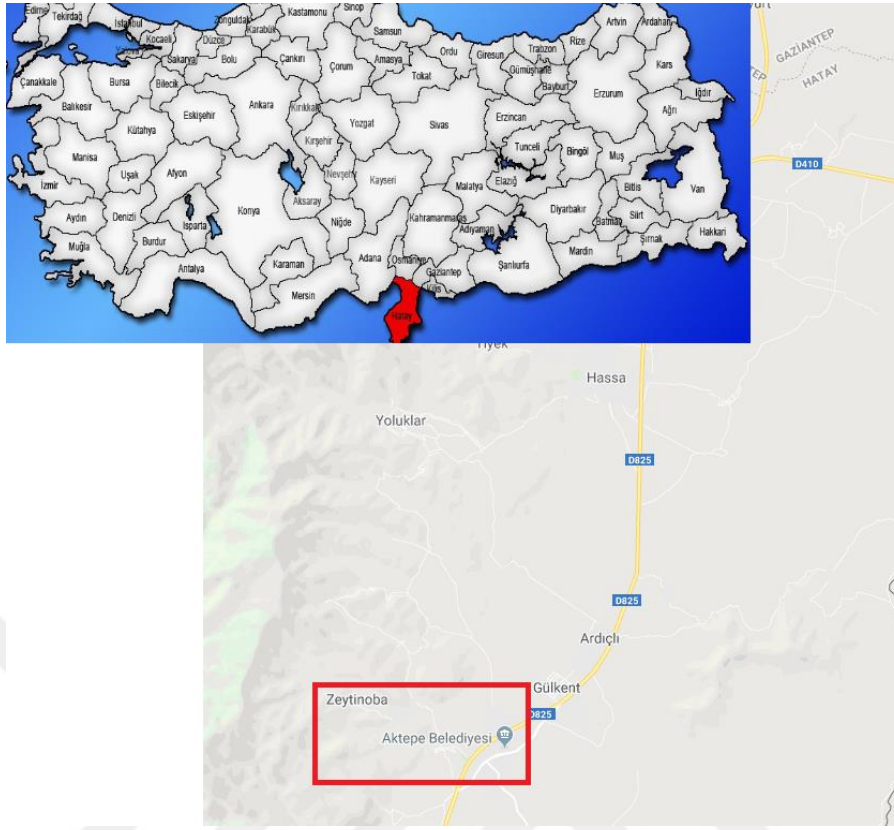 Edirne
Tekirdağ
İstanbul
Kocaeli
Yalova
Sakarya
Düzce
Zonguldak
Bolu
Karabük
Kastamonu
Sinop
Çankırı
Çorum
Samsun
Amasya
Tokat
Ordu
Giresun
Trabzon
Gümüşhane
Rize
Bayburt
Artvin
Ardahan
Kars
Iğdır
Ağrı
Erzurum
Erzincan
Çanakkale
Balıkesir
Bursa
Bilecik
Eskişehir
Kütahya
Ankara
Kırıkkale
Kırşehir
Yozgat
Sivas
Tunceli
Bingöl
Muş
Bitlis
Van
Manisa
İzmir
Uşak
Afyon
Aydın
Denizli
Isparta
Burdur
Muğla
Antalya
Konya
Aksaray
Nevşehir
Niğde
Kayseri
Karaman
Mersin
Adana
Osmaniye
Kahramanmaraş
Malatya
Elazığ
Adıyaman
Gaziantep
Kilis
Şanlıurfa
Diyarbakır
Batman
Siirt
Mardin
Şırnak
Hakkari
Hatay
GAZİANTEP
HATAY
D410
Hassa
Yoluklar
D825
D825
Ardıçlı
Gülkent
Zeytinoba
D825
Aktepe Belediyesi